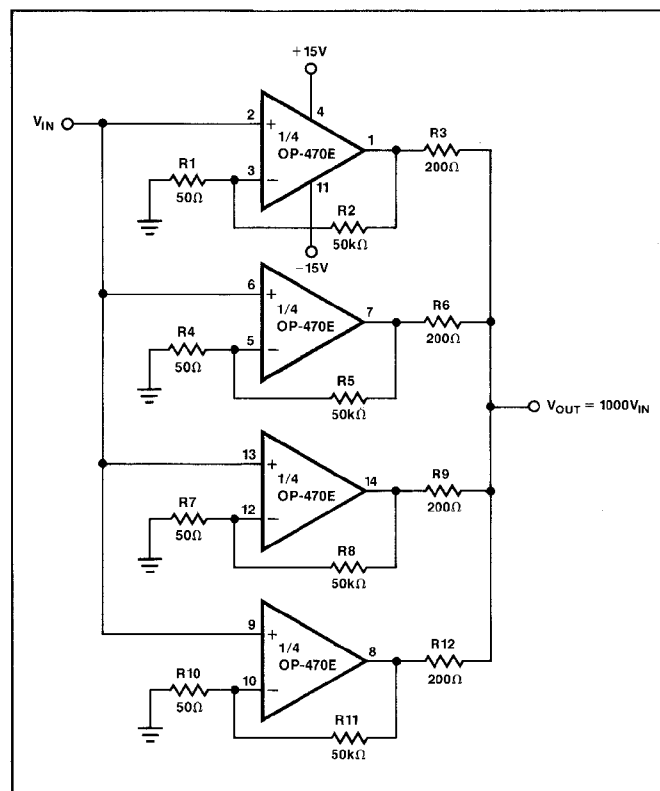 +15V
V_IN
2
+
4
1/4
OP-470E
1
R3
200Ω
R1
50Ω
3
−
11
R2
50kΩ
−15V
6
+
1/4
OP-470E
7
R6
200Ω
R4
50Ω
5
−
R5
50kΩ
V_OUT = 1000V_IN
13
+
1/4
OP-470E
14
R9
200Ω
R7
50Ω
12
−
R8
50kΩ
9
+
1/4
OP-470E
8
R12
200Ω
R10
50Ω
10
−
R11
50kΩ